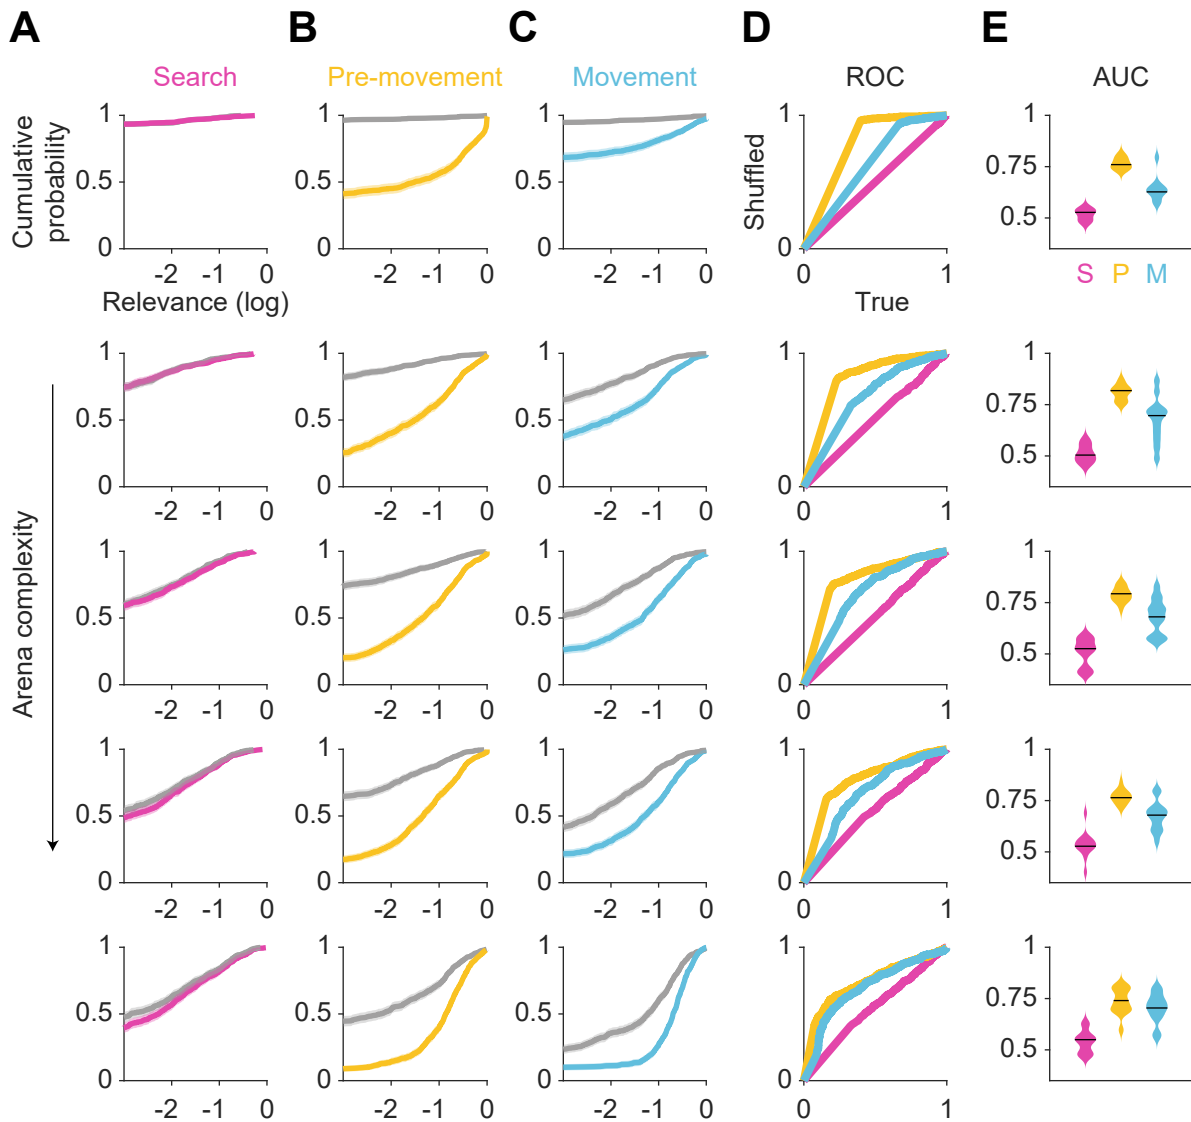 A B C D E
Search Pre-movement Movement ROC AUC
Cumulative
probability
1 0.5 0 -2 -1 0
1 0.5 0 -2 -1 0
1 0.5 0 -2 -1 0
Shuffled
1 0 0 1
0.75 0.5
Relevance (log)
True
S P M
Arena complexity
1 0.5 0 -2 -1 0
1 0.5 0 -2 -1 0
1 0.5 0 -2 -1 0
1 0 0 1
0.75 0.5
1 0.5 0 -2 -1 0
1 0.5 0 -2 -1 0
1 0.5 0 -2 -1 0
1 0 0 1
0.75 0.5
1 0.5 0 -2 -1 0
1 0.5 0 -2 -1 0
1 0.5 0 -2 -1 0
1 0 0 1
0.75 0.5
1 0.5 0 -2 -1 0
1 0.5 0 -2 -1 0
1 0.5 0 -2 -1 0
1 0 0 1
0.75 0.5